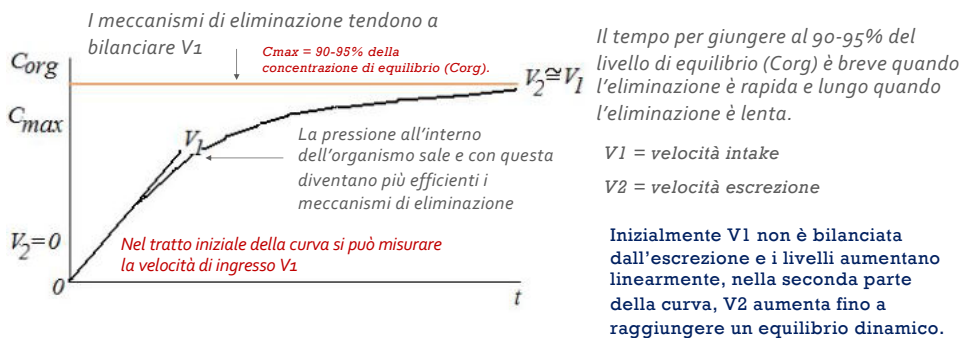 I meccanismi di eliminazione tendono a
bilanciare V1
Cmax = 90-95% della
concentrazione di equilibrio (Corg).
Corg
V2≅V1
Cmax
V1
La pressione all'interno
dell'organismo sale e con questa
diventano più efficienti i
meccanismi di eliminazione
V2=0
Nel tratto iniziale della curva si può misurare
la velocità di ingresso V1
0
t
Il tempo per giungere al 90-95% del
livello di equilibrio (Corg) è breve quando
l'eliminazione è rapida e lungo quando
l'eliminazione è lenta.
V1 = velocità intake
V2 = velocità escrezione
Inizialmente V1 non è bilanciata
dall'escrezione e i livelli aumentano
linearmente, nella seconda parte
della curva, V2 aumenta fino a
raggiungere un equilibrio dinamico.